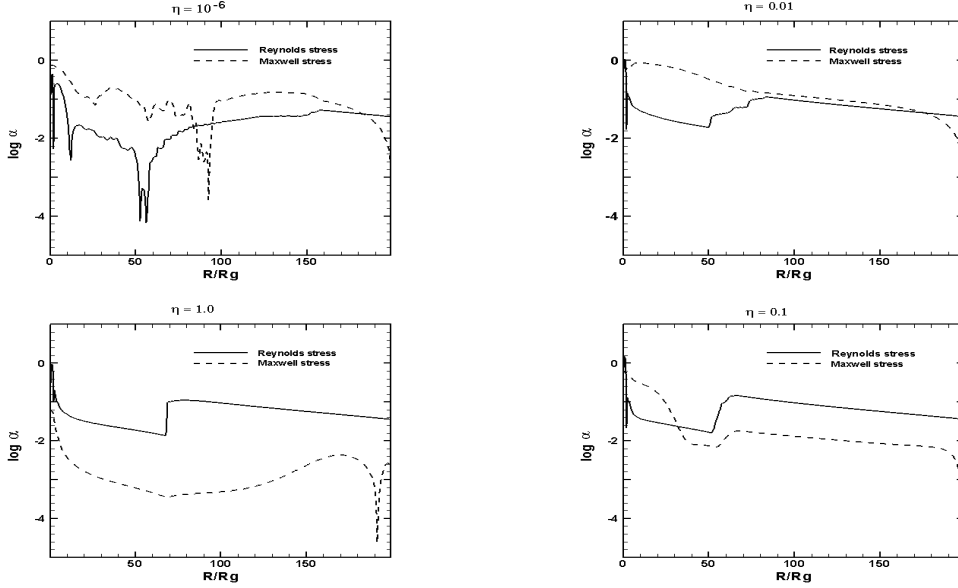 η = 10⁻⁶
Reynolds stress
Maxwell stress
0
-2
-4
log α
0 50 100 150
R/Rg
η = 0.01
Reynolds stress
Maxwell stress
0
-2
-4
log α
0 50 100 150
R/Rg
η = 1.0
Reynolds stress
Maxwell stress
0
-2
-4
log α
0 50 100 150
R/Rg
η = 0.1
Reynolds stress
Maxwell stress
0
-2
-4
log α
0 50 100 150
R/Rg